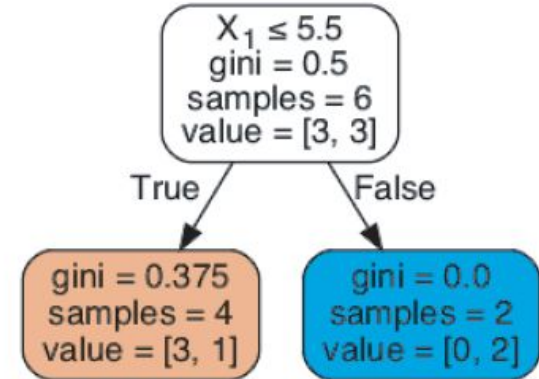 X₁ ≤ 5.5
gini = 0.5
samples = 6
value = [3, 3]
True
False
gini = 0.375
samples = 4
value = [3, 1]
gini = 0.0
samples = 2
value = [0, 2]